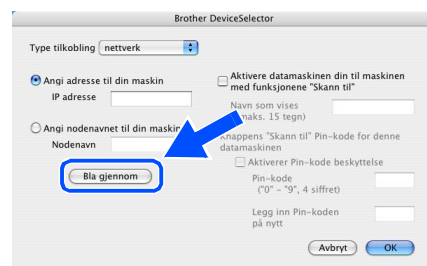 Brother DeviceSelector
Type tilkobling
nettverk
Angi adresse til din maskin
IP adresse
Angi nodenavnet til din maskin
Nodenavn
Bla gjennom
Aktivere datamaskinen din til maskinen
med funksjonene "Skann til"
Navn som vises
maks. 15 tegn)
Knappens "Skann til" Pin-kode for denne
datamaskinen
Aktiverer Pin-kode beskyttelse
Pin-kode
("0" – "9", 4 siffret)
Legg inn Pin-koden
på nytt
Avbryt
OK